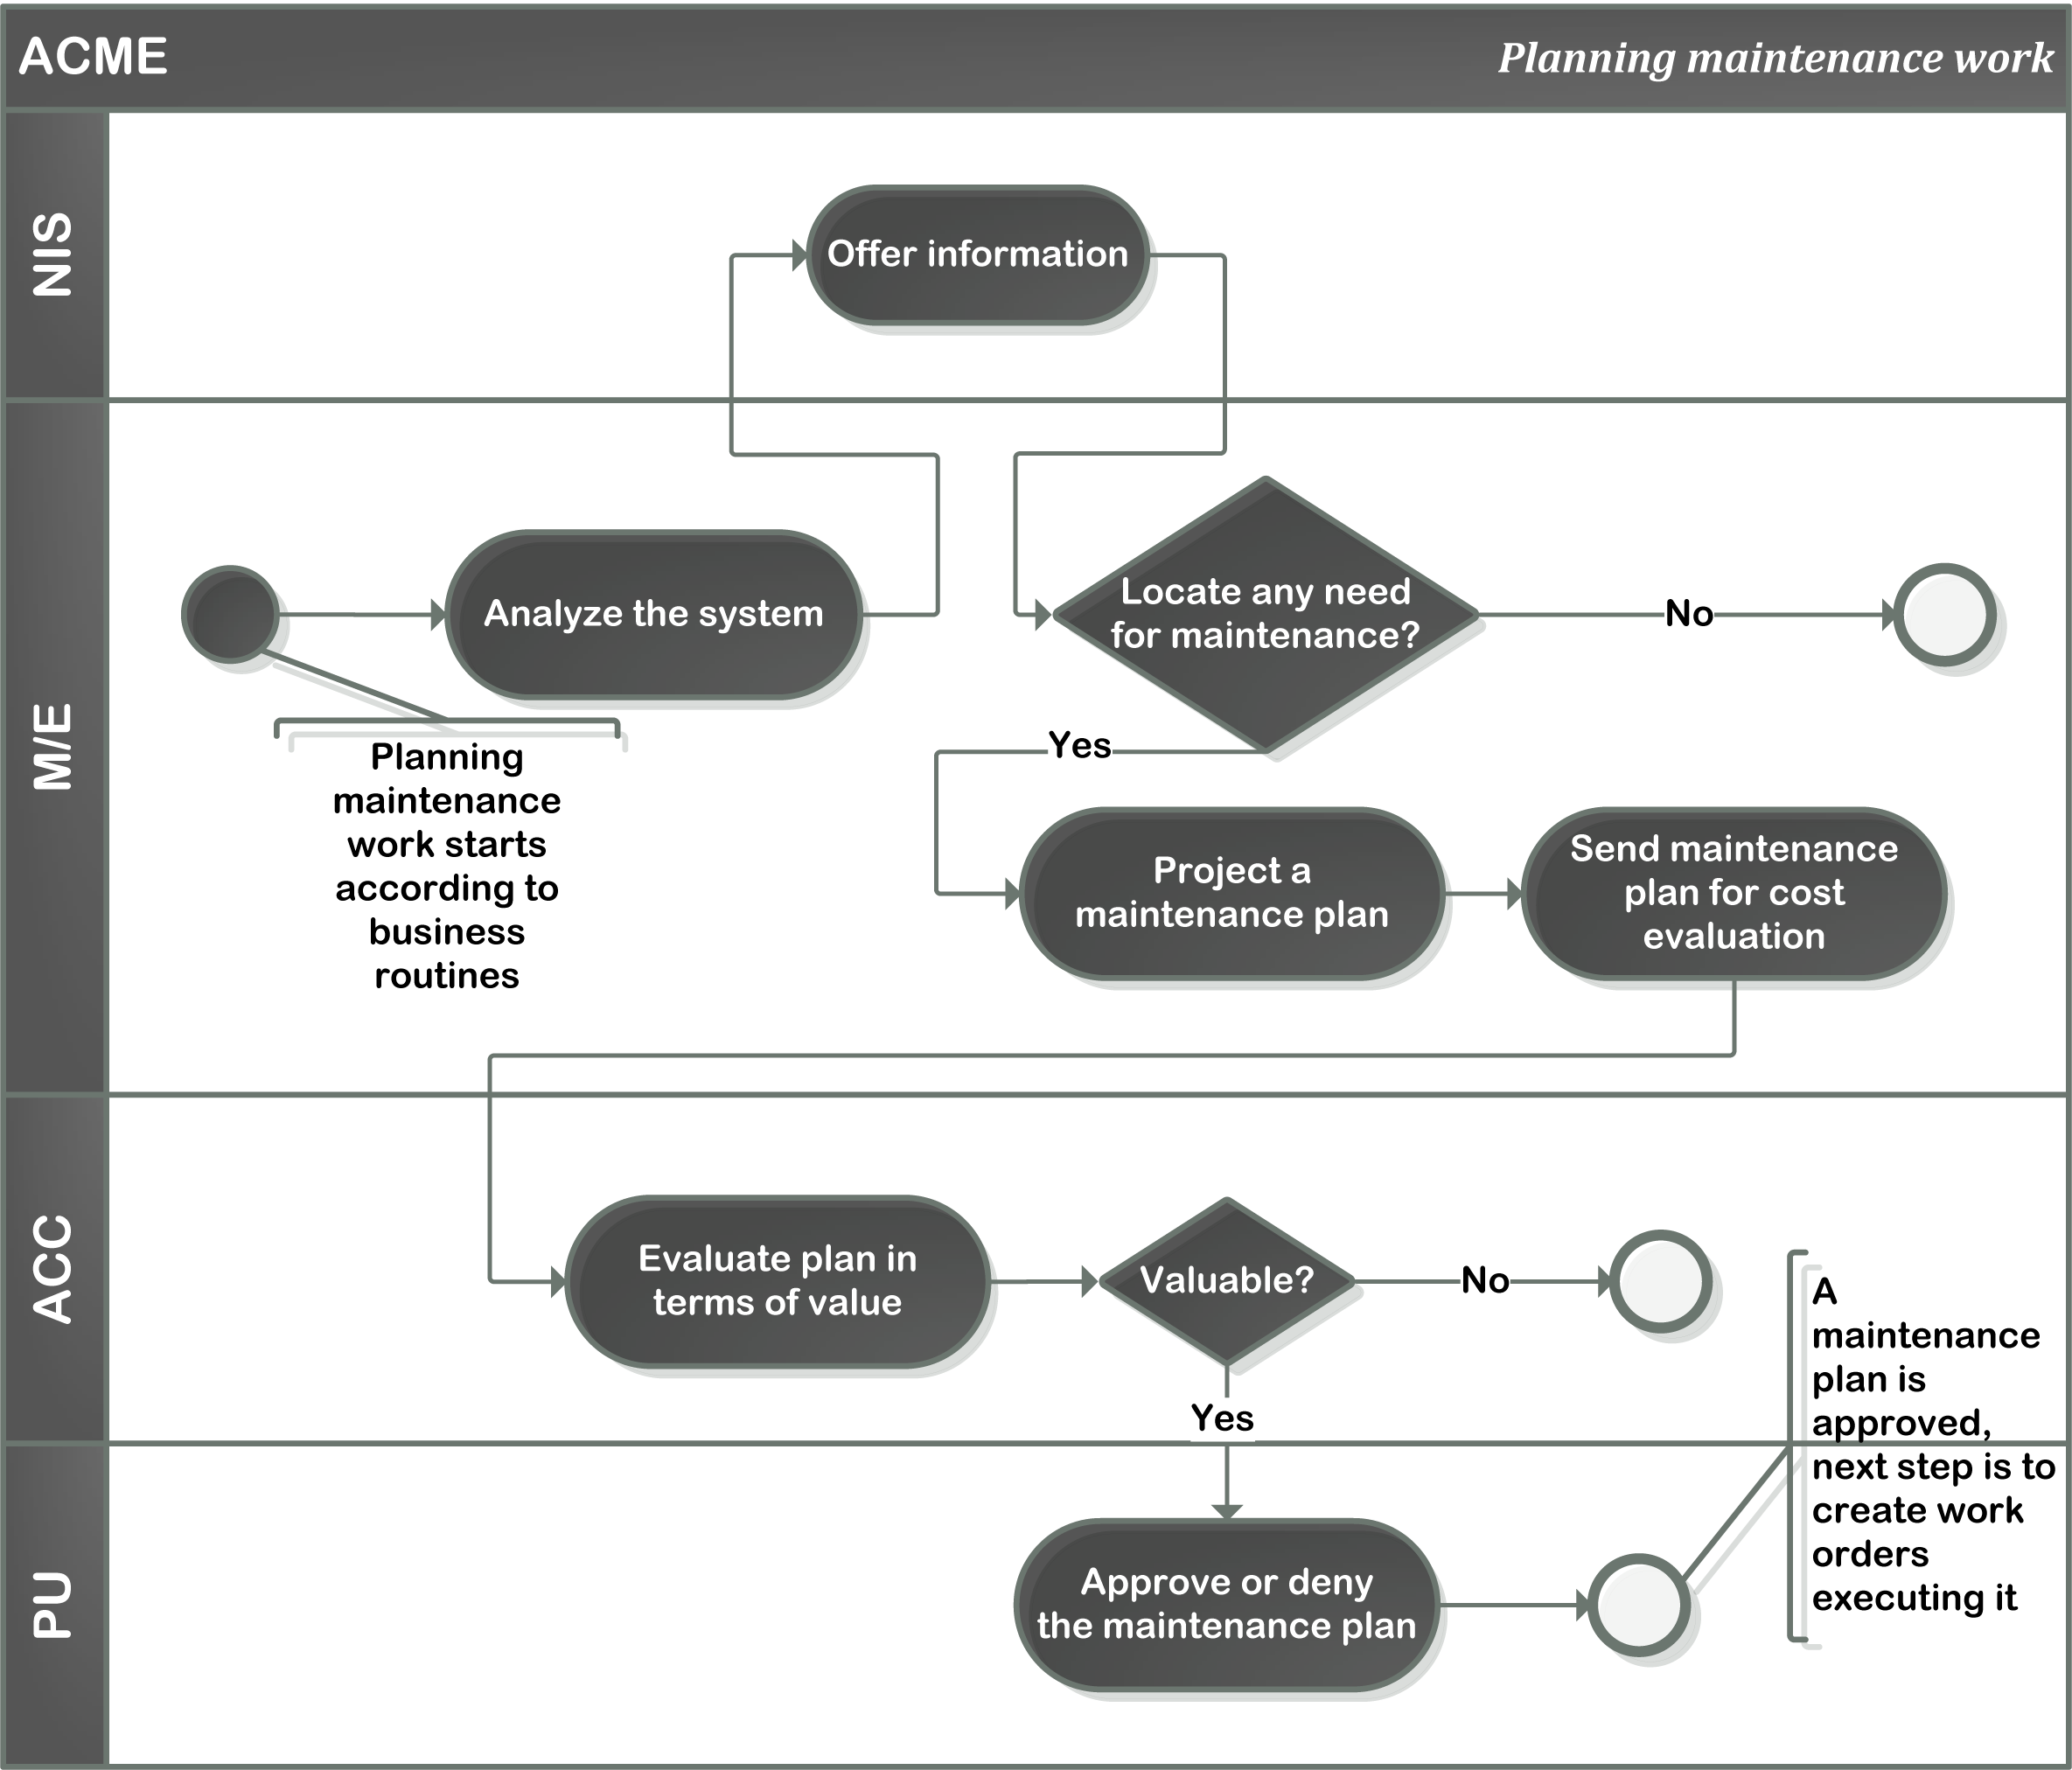 ACME
Planning maintenance work
NIS
Offer information
M/E
Analyze the system
Locate any need
for maintenance?
No
Planning
maintenance
work starts
according to
business
routines
Yes
Project a
maintenance plan
Send maintenance
plan for cost
evaluation
ACC
Evaluate plan in
terms of value
Valuable?
No
Yes
A
maintenance
plan is
approved,
next step is to
create work
orders
executing it
PU
Approve or deny
the maintenance plan